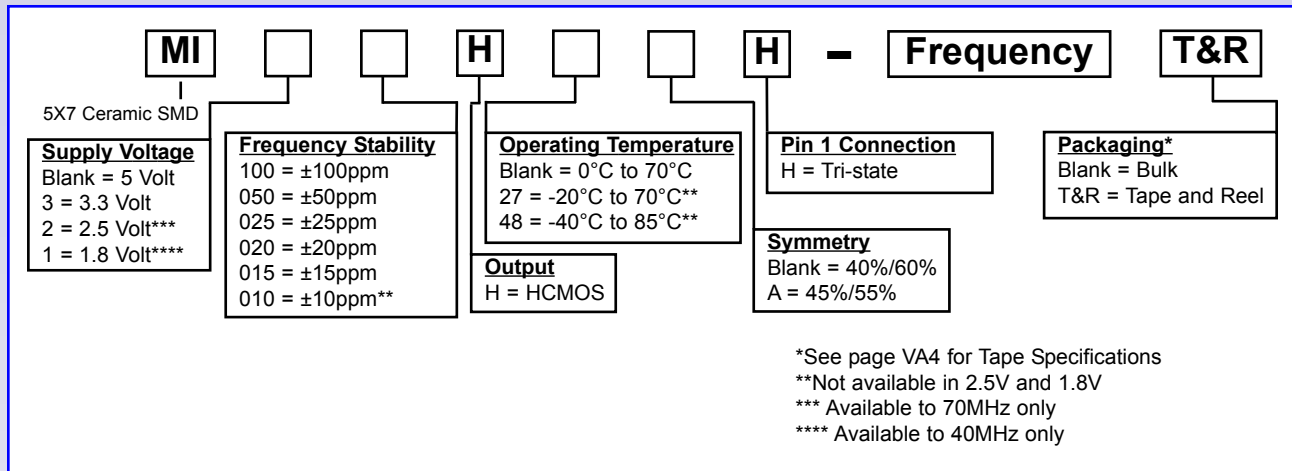 MI H H – Frequency T&R
5X7 Ceramic SMD
Supply Voltage
Blank = 5 Volt
3 = 3.3 Volt
2 = 2.5 Volt***
1 = 1.8 Volt****
Frequency Stability
100 = ±100ppm
050 = ±50ppm
025 = ±25ppm
020 = ±20ppm
015 = ±15ppm
010 = ±10ppm**
Output
H = HCMOS
Operating Temperature
Blank = 0°C to 70°C
27 = -20°C to 70°C**
48 = -40°C to 85°C**
Symmetry
Blank = 40%/60%
A = 45%/55%
Pin 1 Connection
H = Tri-state
Packaging*
Blank = Bulk
T&R = Tape and Reel
*See page VA4 for Tape Specifications
**Not available in 2.5V and 1.8V
*** Available to 70MHz only
**** Available to 40MHz only